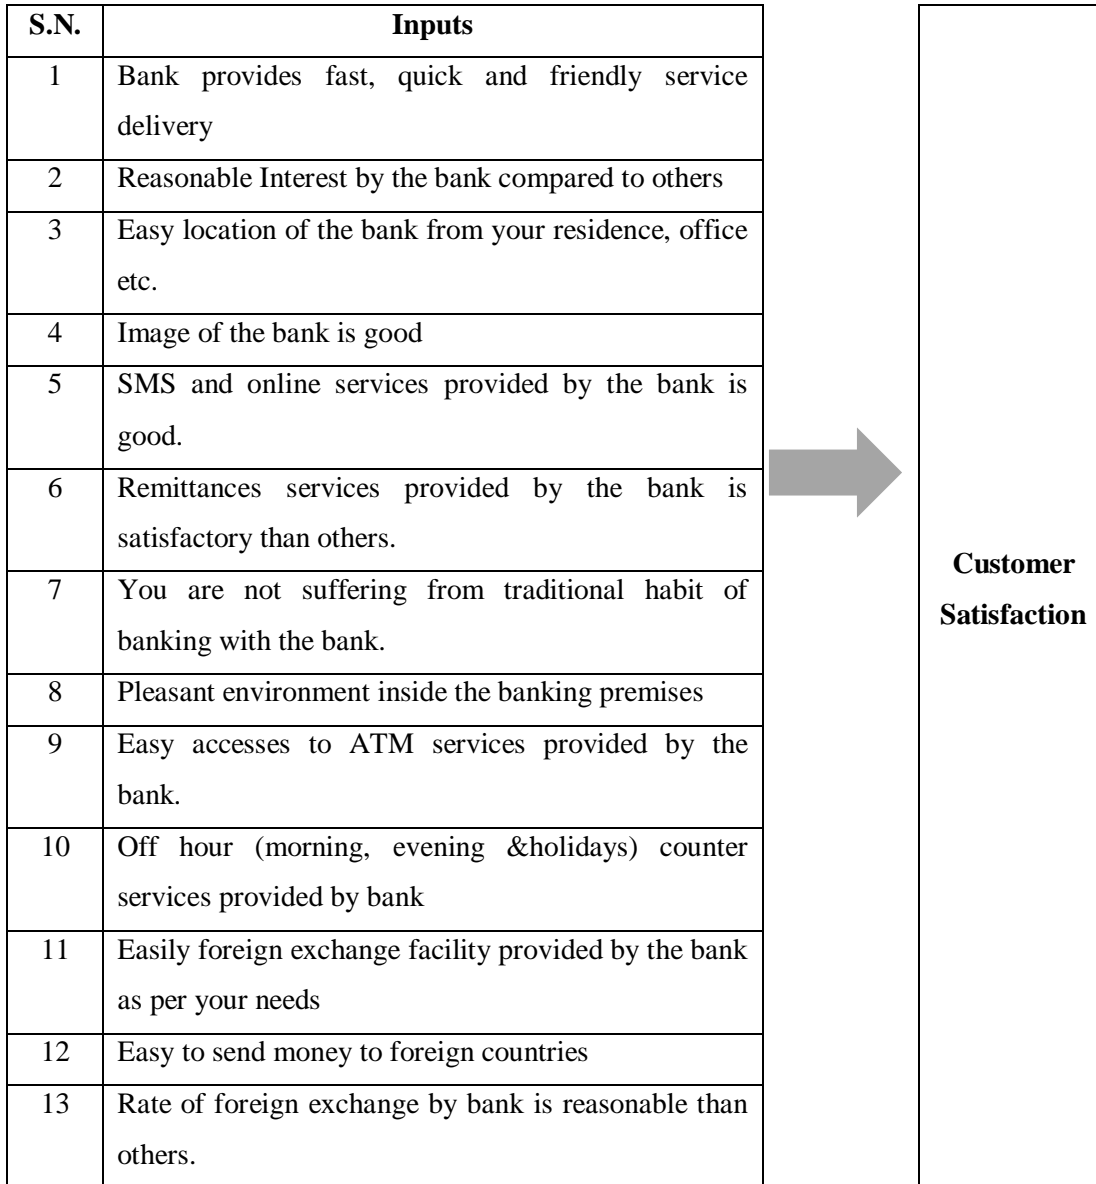 S.N. Inputs
1 Bank provides fast, quick and friendly service
delivery
2 Reasonable Interest by the bank compared to others
3 Easy location of the bank from your residence, office
etc.
4 Image of the bank is good
5 SMS and online services provided by the bank is
good.
6 Remittances services provided by the bank is
satisfactory than others.
7 You are not suffering from traditional habit of
banking with the bank.
8 Pleasant environment inside the banking premises
9 Easy accesses to ATM services provided by the
bank.
10 Off hour (morning, evening &holidays) counter
services provided by bank
11 Easily foreign exchange facility provided by the bank
as per your needs
12 Easy to send money to foreign countries
13 Rate of foreign exchange by bank is reasonable than
others.
Customer
Satisfaction